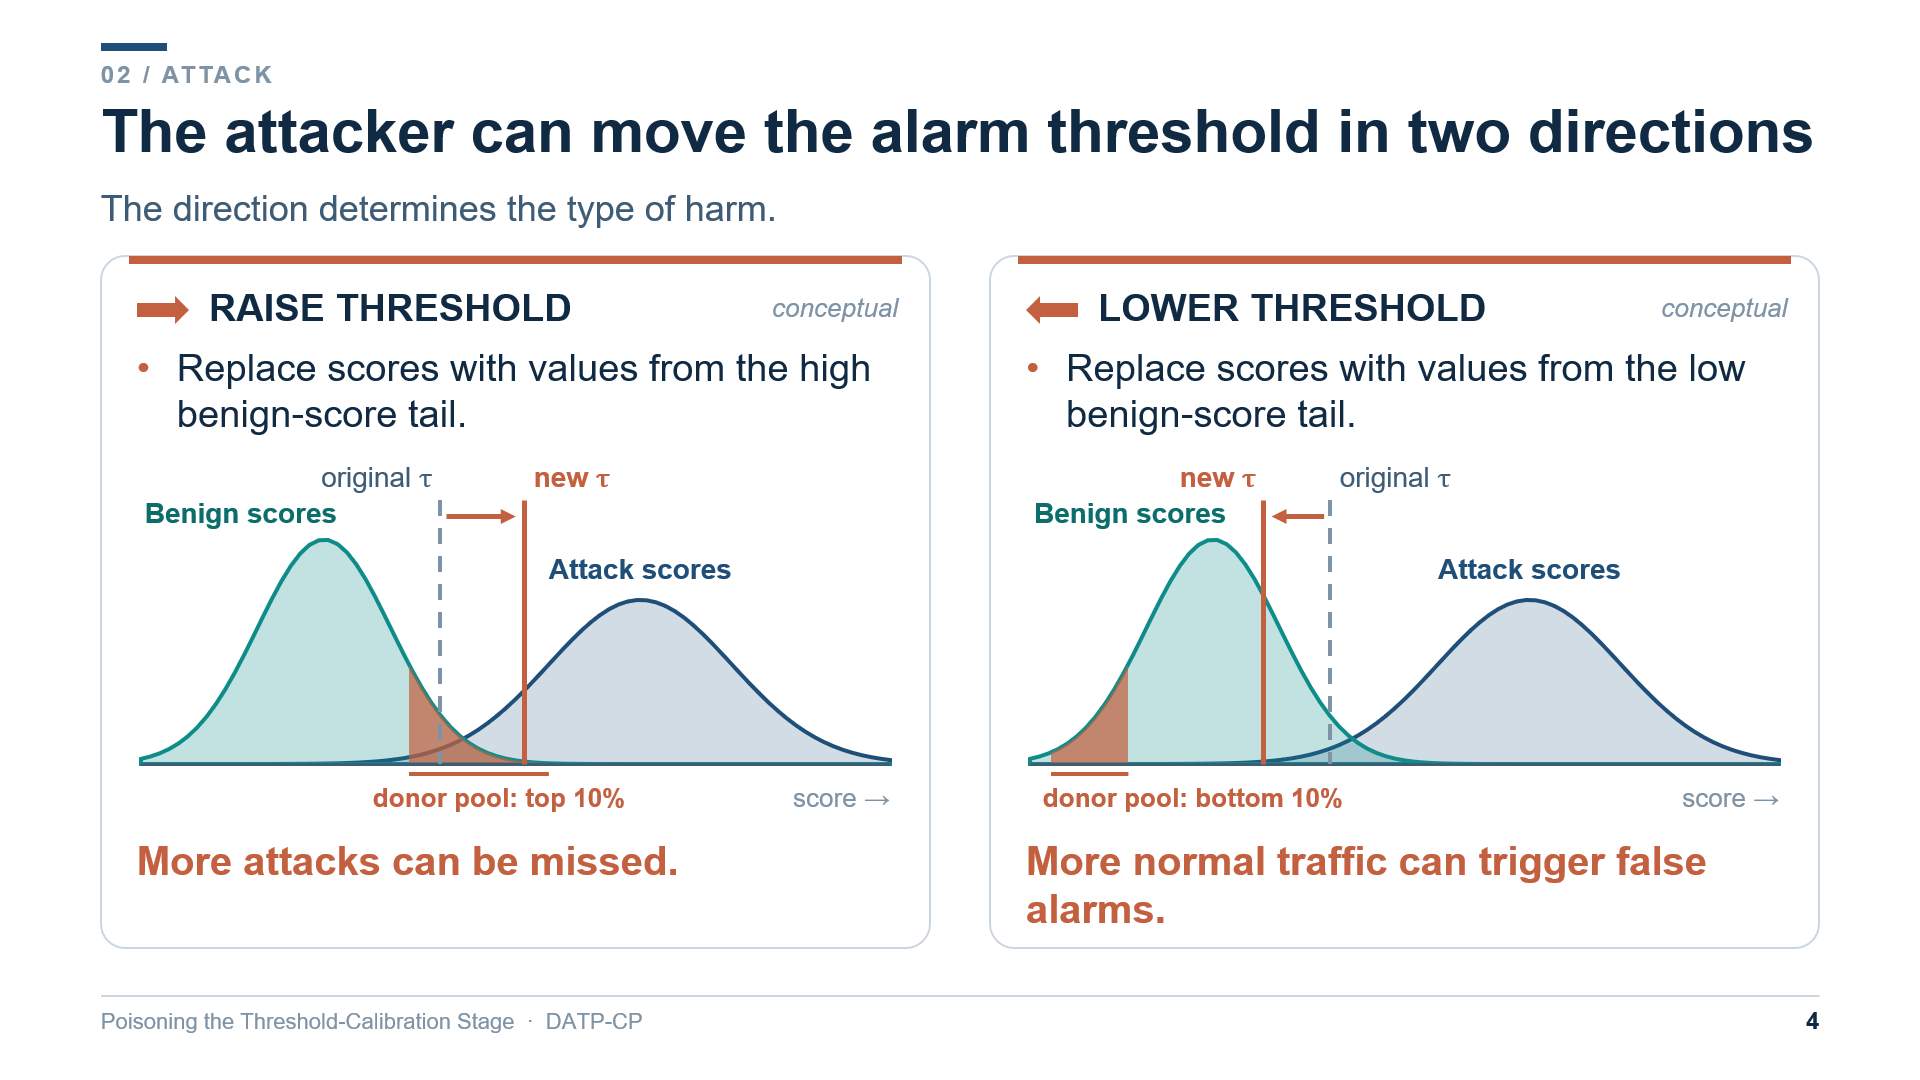 02 / ATTACK
The attacker can move the alarm threshold in two directions
The direction determines the type of harm.
RAISE THRESHOLD
conceptual
• Replace scores with values from the high
benign-score tail.
original τ
new τ
Benign scores
Attack scores
donor pool: top 10%
score →
More attacks can be missed.
LOWER THRESHOLD
conceptual
• Replace scores with values from the low
benign-score tail.
new τ
original τ
Benign scores
Attack scores
donor pool: bottom 10%
score →
More normal traffic can trigger false
alarms.
Poisoning the Threshold-Calibration Stage · DATP-CP
4